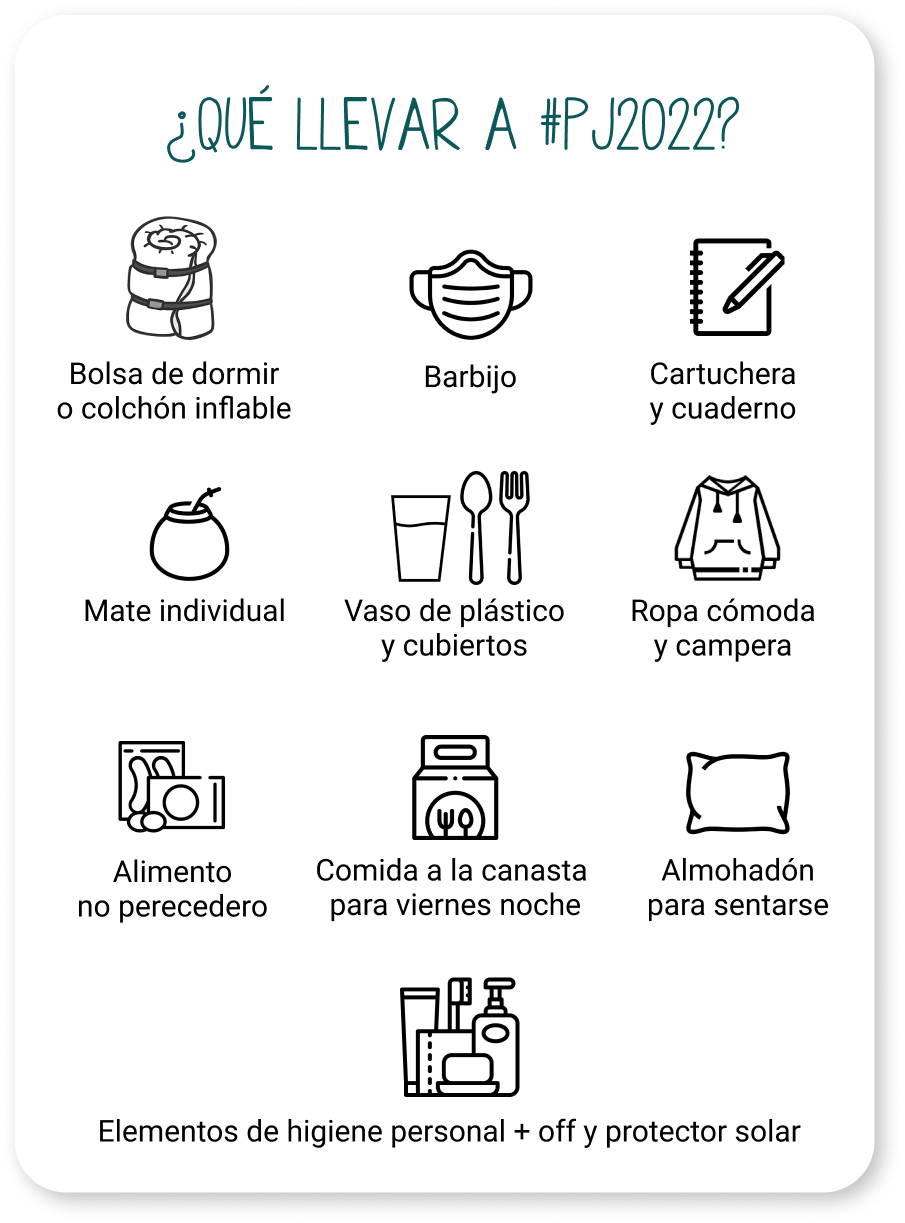 ¿QUÉ LLEVAR A #PJ2022?
Bolsa de dormir
o colchón inflable
Barbijo
Cartuchera
y cuaderno
Mate individual
Vaso de plástico
y cubiertos
Ropa cómoda
y campera
Alimento
no perecedero
Comida a la canasta
para viernes noche
Almohadón
para sentarse
Elementos de higiene personal + off y protector solar